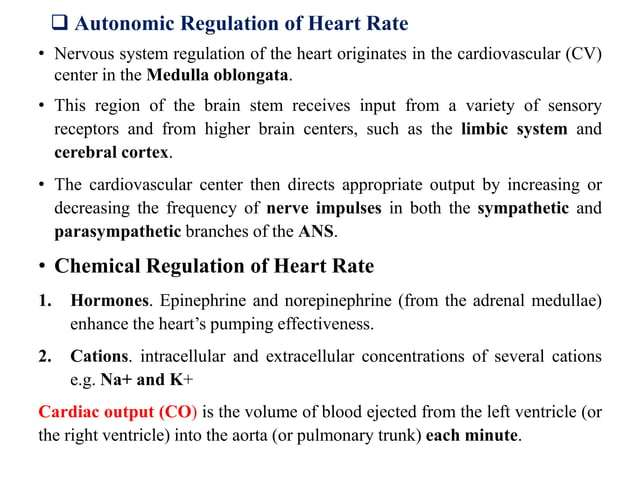 ❑ Autonomic Regulation of Heart Rate
• Nervous system regulation of the heart originates in the cardiovascular (CV)
center in the Medulla oblongata.
• This region of the brain stem receives input from a variety of sensory
receptors and from higher brain centers, such as the limbic system and
cerebral cortex.
• The cardiovascular center then directs appropriate output by increasing or
decreasing the frequency of nerve impulses in both the sympathetic and
parasympathetic branches of the ANS.
• Chemical Regulation of Heart Rate
1. Hormones. Epinephrine and norepinephrine (from the adrenal medullae)
enhance the heart’s pumping effectiveness.
2. Cations. intracellular and extracellular concentrations of several cations
e.g. Na+ and K+
Cardiac output (CO) is the volume of blood ejected from the left ventricle (or
the right ventricle) into the aorta (or pulmonary trunk) each minute.